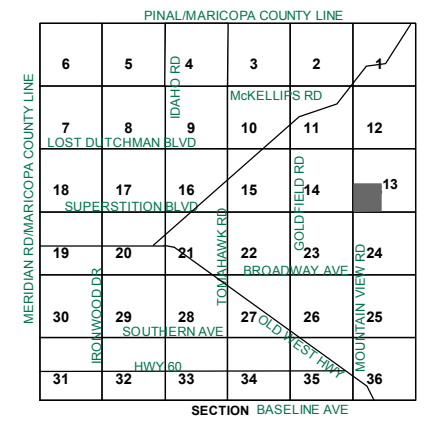 PINAL/MARICOPA COUNTY LINE
MERIDIAN RD/MARICOPA COUNTY LINE
6 5 4 3 2 1
IDAHO RD
McKELLIPS RD
7 8 9 10 11 12
LOST DUTCHMAN BLVD
18 17 16 15 14 13
GOLDFIELD RD
SUPERSTITION BLVD
TOMAHAWK RD
19 20 21 22 23 24
BROADWAY AVE
MOUNTAIN VIEW RD
30 29 28 27 26 25
IRONWOOD DR
SOUTHERN AVE
OLD WEST HWY
HWY 60
31 32 33 34 35 36
SECTION BASELINE AVE